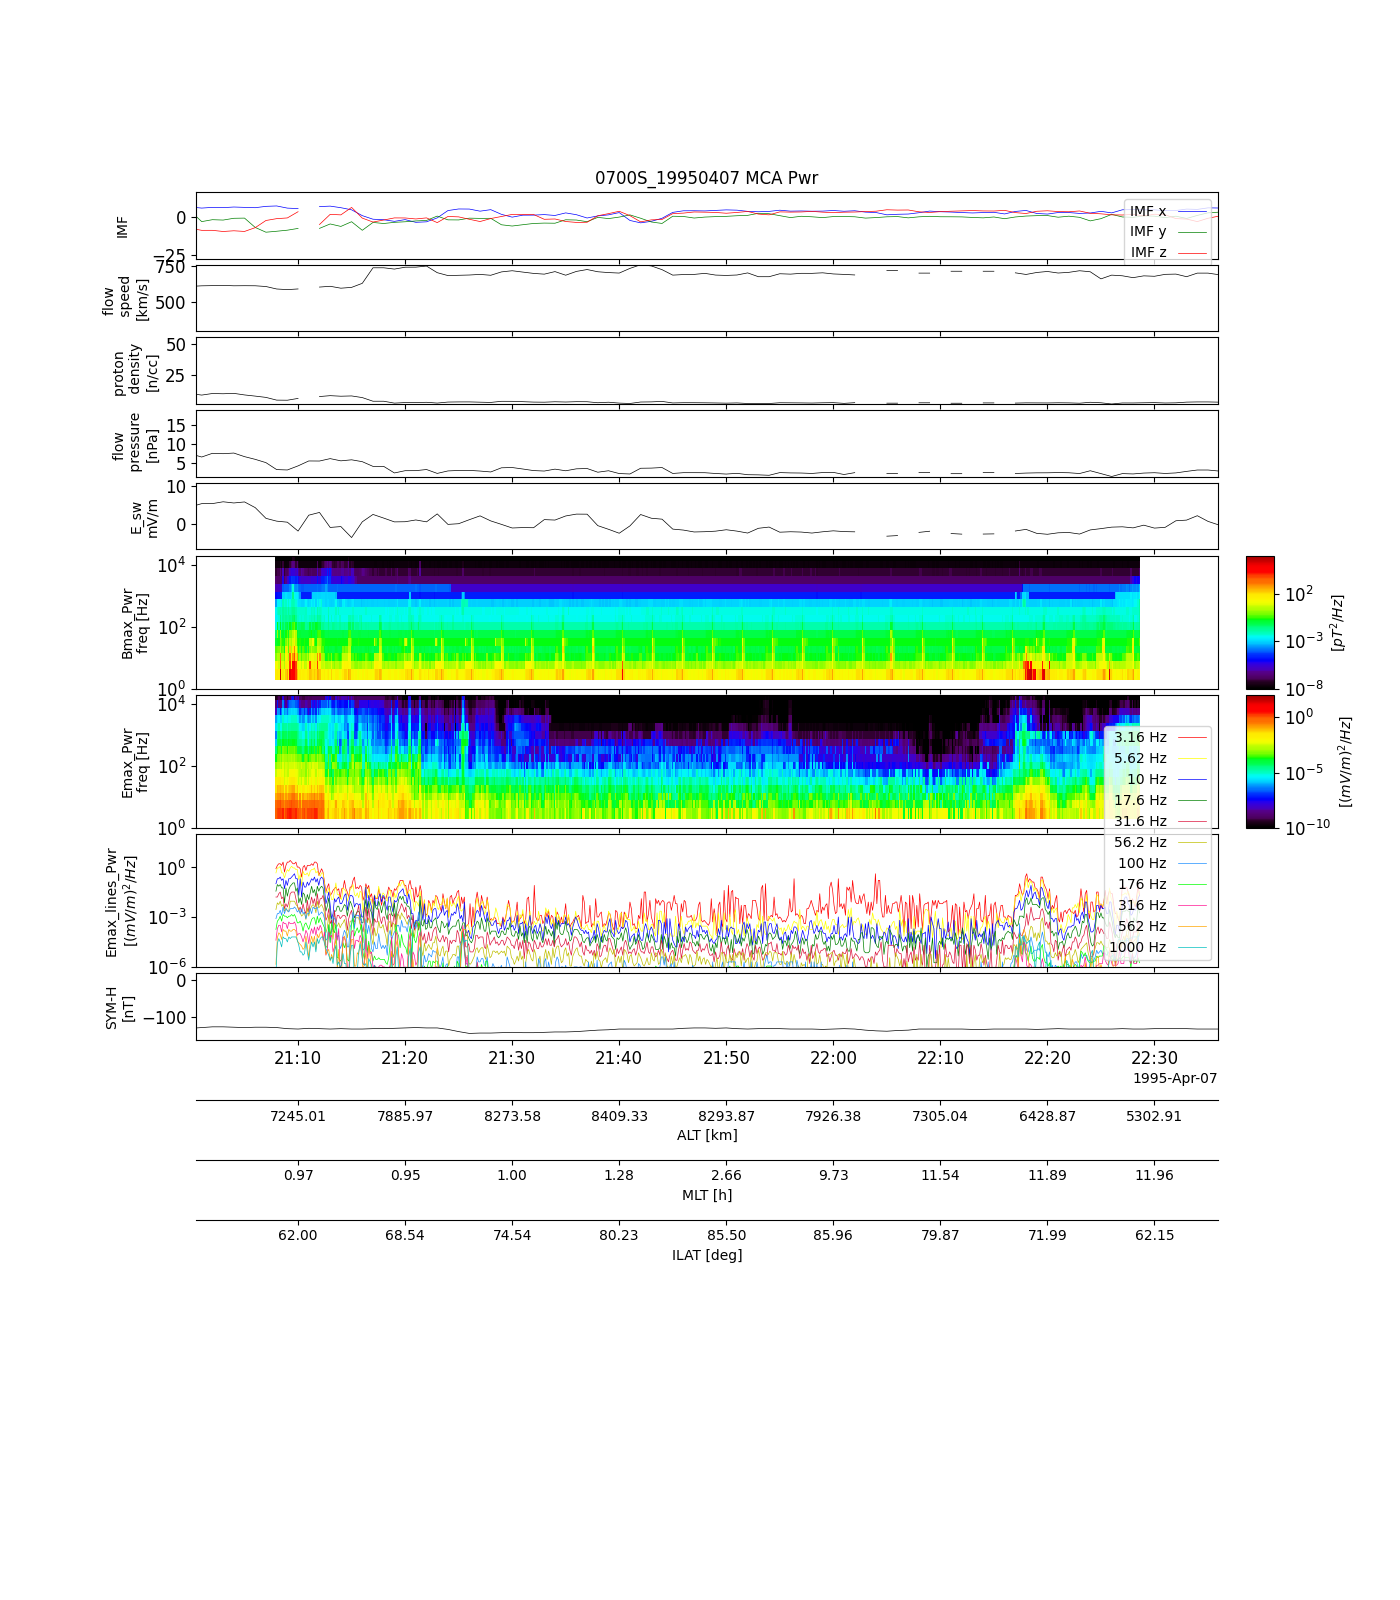 0700S_19950407 MCA Pwr
IMF
0
−25
IMF x
IMF y
IMF z
flow
speed
[km/s]
750
500
proton
density
[n/cc]
50
25
flow
pressure
[nPa]
15
10
5
E_sw
mV/m
10
0
Bmax_Pwr
freq [Hz]
10^4
10^2
10^0
10^2
10^−3
10^−8
[pT^2/Hz]
Emax_Pwr
freq [Hz]
10^4
10^2
10^0
10^0
10^−5
10^−10
[(mV/m)^2/Hz]
3.16 Hz
5.62 Hz
10 Hz
17.6 Hz
31.6 Hz
56.2 Hz
100 Hz
176 Hz
316 Hz
562 Hz
1000 Hz
Emax_lines_Pwr
[(mV/m)^2/Hz]
10^0
10^−3
10^−6
SYM-H
[nT]
0
−100
21:10 21:20 21:30 21:40 21:50 22:00 22:10 22:20 22:30
1995-Apr-07
7245.01 7885.97 8273.58 8409.33 8293.87 7926.38 7305.04 6428.87 5302.91
ALT [km]
0.97 0.95 1.00 1.28 2.66 9.73 11.54 11.89 11.96
MLT [h]
62.00 68.54 74.54 80.23 85.50 85.96 79.87 71.99 62.15
ILAT [deg]